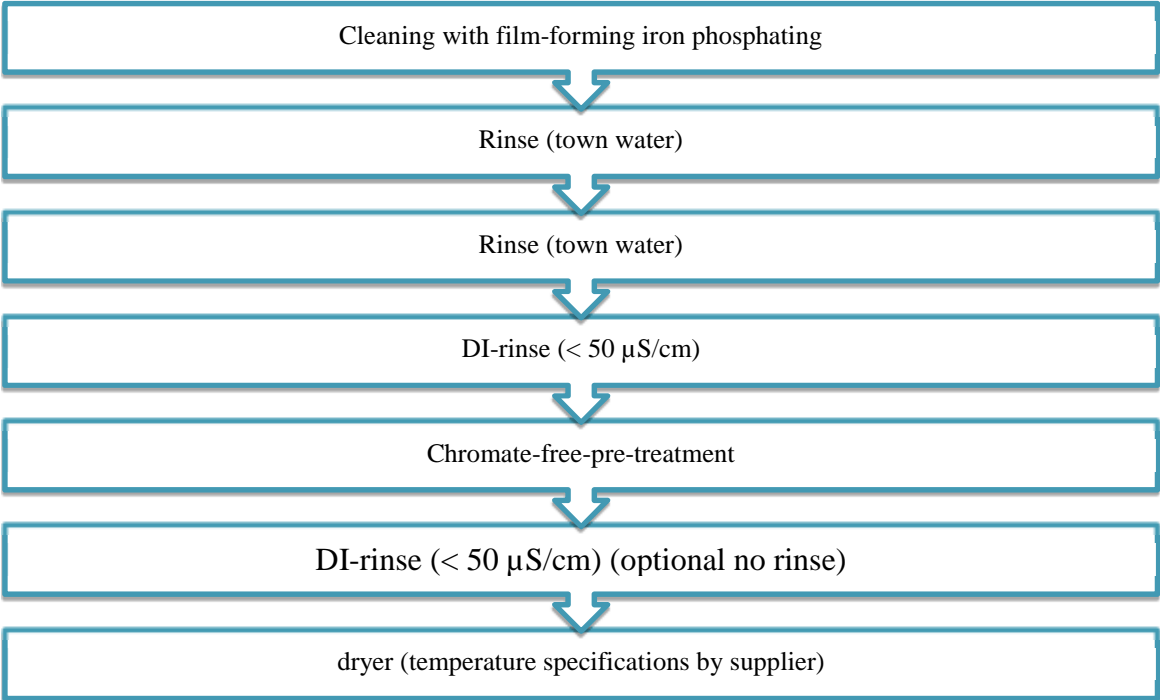 Cleaning with film-forming iron phosphating
Rinse (town water)
Rinse (town water)
DI-rinse (< 50 µS/cm)
Chromate-free-pre-treatment
DI-rinse (< 50 µS/cm) (optional no rinse)
dryer (temperature specifications by supplier)